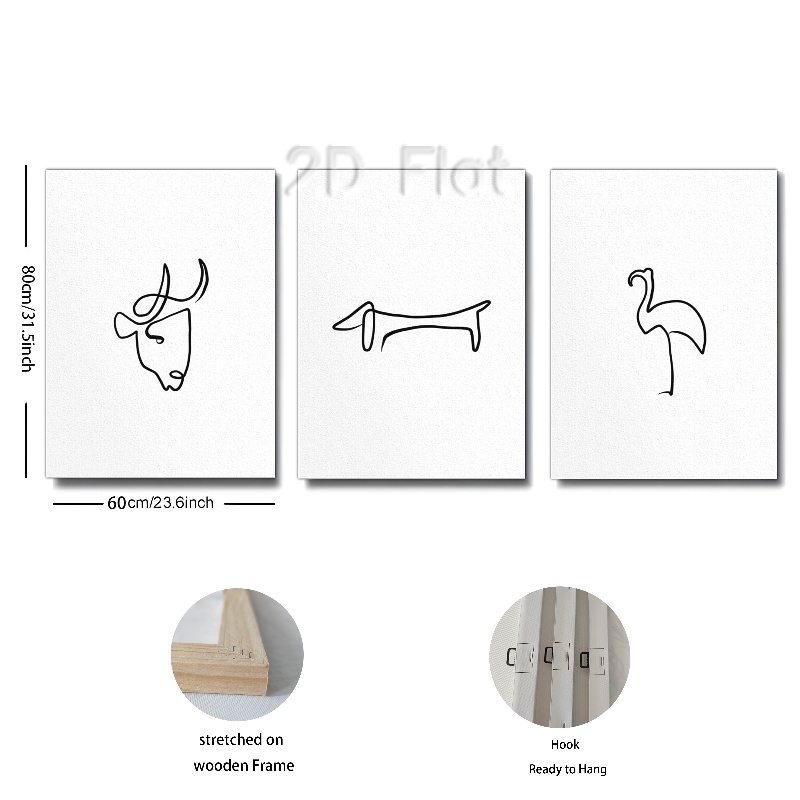 2D Flat
80cm/31.5inch
60cm/23.6inch
stretched on
wooden Frame
Hook
Ready to Hang